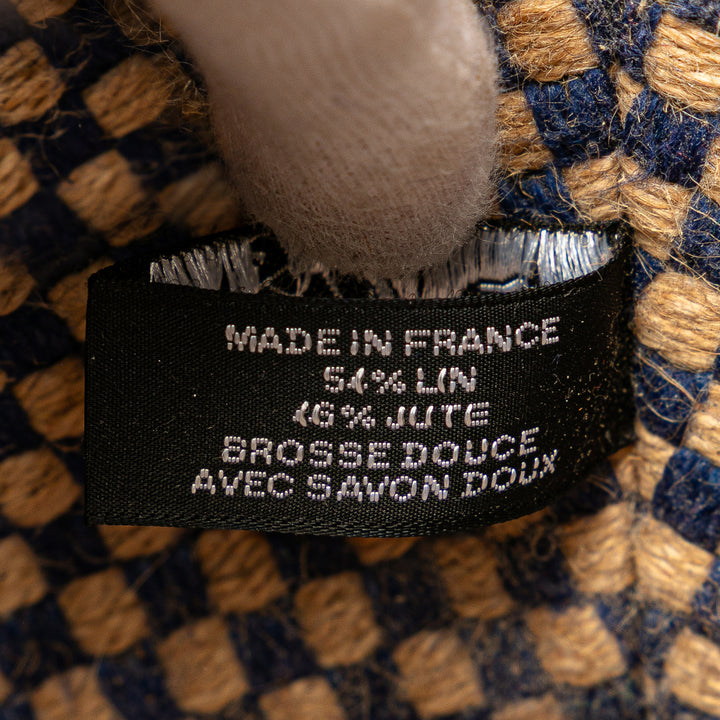 MADE IN FRANCE
54% LIN
46% JUTE
BROSSE DOUCE
AVEC SAVON DOUX